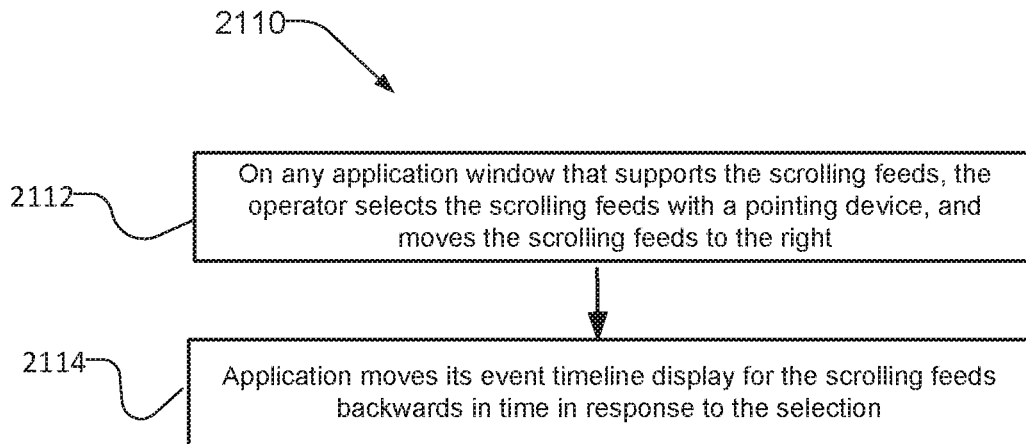 2110
2112
On any application window that supports the scrolling feeds, the
operator selects the scrolling feeds with a pointing device, and
moves the scrolling feeds to the right
2114
Application moves its event timeline display for the scrolling feeds
backwards in time in response to the selection